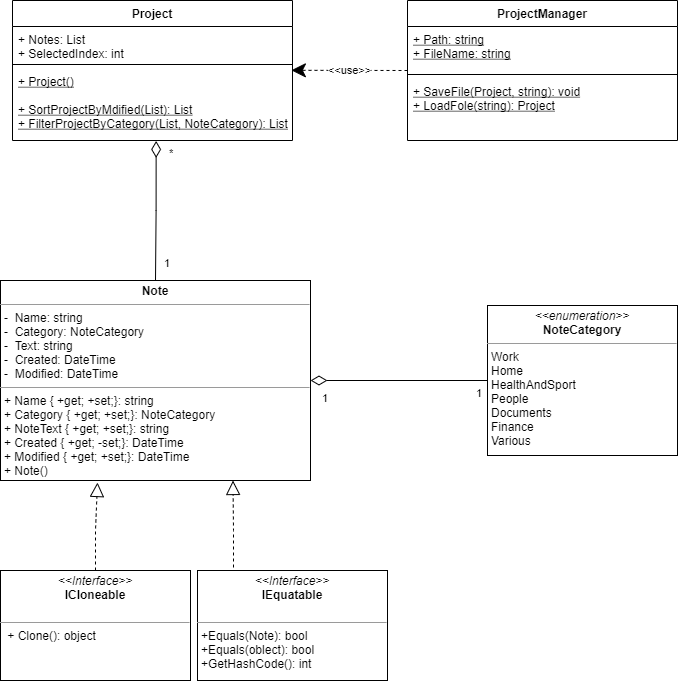 Project
+ Notes: List
+ SelectedIndex: int
+ Project()
+ SortProjectByMdified(List): List
+ FilterProjectByCategory(List, NoteCategory): List
<<use>>
ProjectManager
+ Path: string
+ FileName: string
+ SaveFile(Project, string): void
+ LoadFole(string): Project
*
1
Note
- Name: string
- Category: NoteCategory
- Text: string
- Created: DateTime
- Modified: DateTime
+ Name { +get; +set;}: string
+ Category { +get; +set;}: NoteCategory
+ NoteText { +get; +set;}: string
+ Created { +get; -set;}: DateTime
+ Modified { +get; +set;}: DateTime
+ Note()
1
1
<<enumeration>>
NoteCategory
Work
Home
HealthAndSport
People
Documents
Finance
Various
<<Interface>>
ICloneable
+ Clone(): object
<<Interface>>
IEquatable
+Equals(Note): bool
+Equals(oblect): bool
+GetHashCode(): int